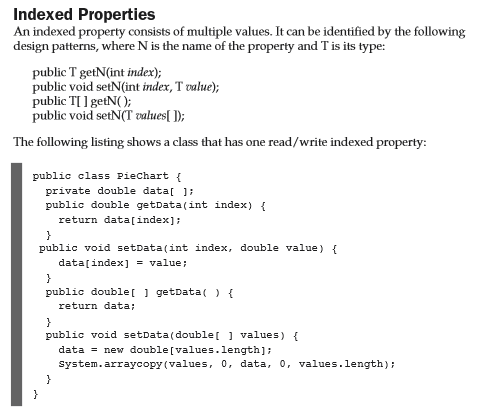 Indexed Properties
An indexed property consists of multiple values. It can be identified by the following
design patterns, where N is the name of the property and T is its type:
public T getN(int index);
public void setN(int index, T value);
public T[ ] getN( );
public void setN(T values[ ]);
The following listing shows a class that has one read/write indexed property:
public class PieChart {
private double data[ ];
public double getData(int index) {
return data[index];
}
public void setData(int index, double value) {
data[index] = value;
}
public double[ ] getData( ) {
return data;
}
public void setData(double[ ] values) {
data = new double[values.length];
System.arraycopy(values, 0, data, 0, values.length);
}
}